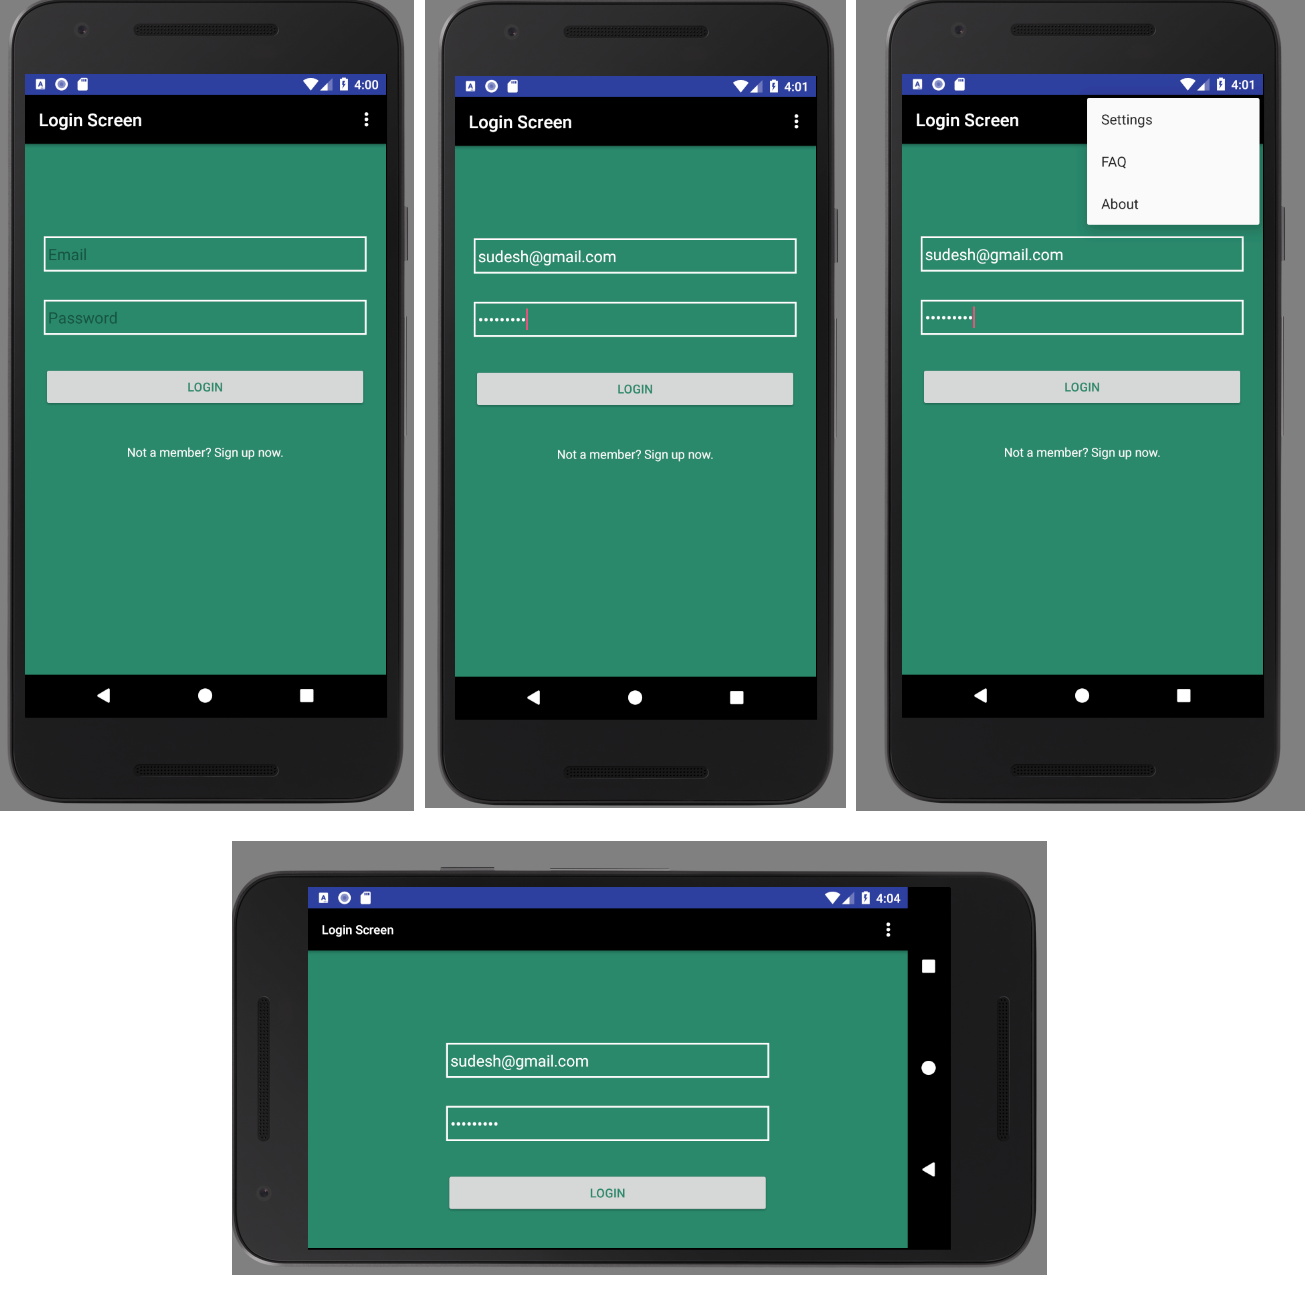 4:00
Login Screen
Email
Password
LOGIN
Not a member? Sign up now.
4:01
Login Screen
sudesh@gmail.com
•••••••••
LOGIN
Not a member? Sign up now.
4:01
Login Screen
Settings
FAQ
About
sudesh@gmail.com
•••••••••
LOGIN
Not a member? Sign up now.
4:04
Login Screen
sudesh@gmail.com
•••••••••
LOGIN